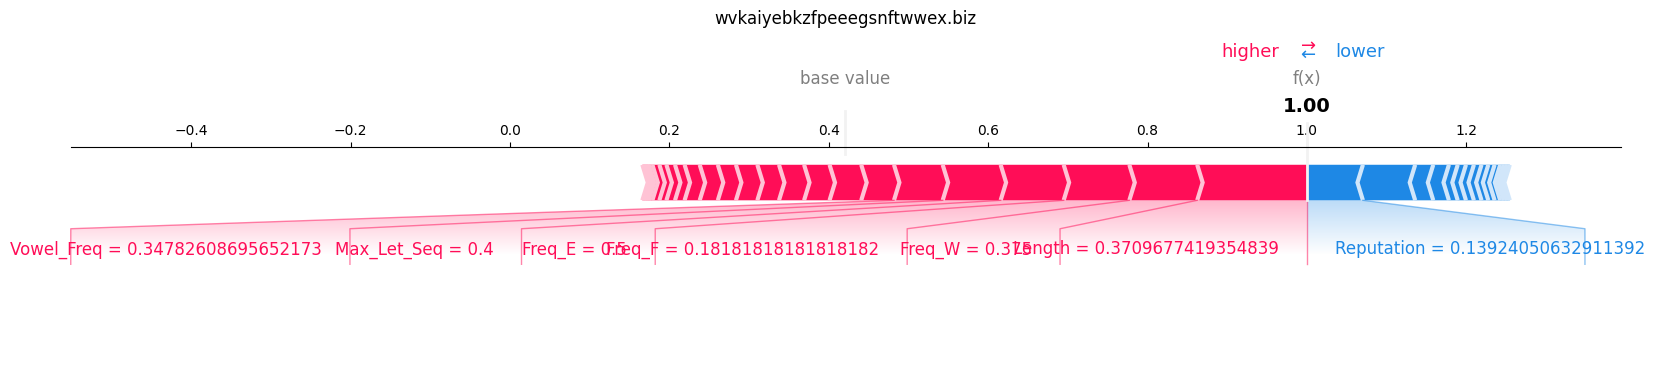 wvkaiyebkzfpeeegsnftwwex.biz
higher → ← lower
base value f(x)
1.00
−0.4 −0.2 0.0 0.2 0.4 0.6 0.8 1.0 1.2
Vowel_Freq = 0.34782608695652173 Max_Let_Seq = 0.4 Freq_E = 0.5 Freq_F = 0.18181818181818182 Freq_W = 0.375 Length = 0.3709677419354839 Reputation = 0.13924050632911392